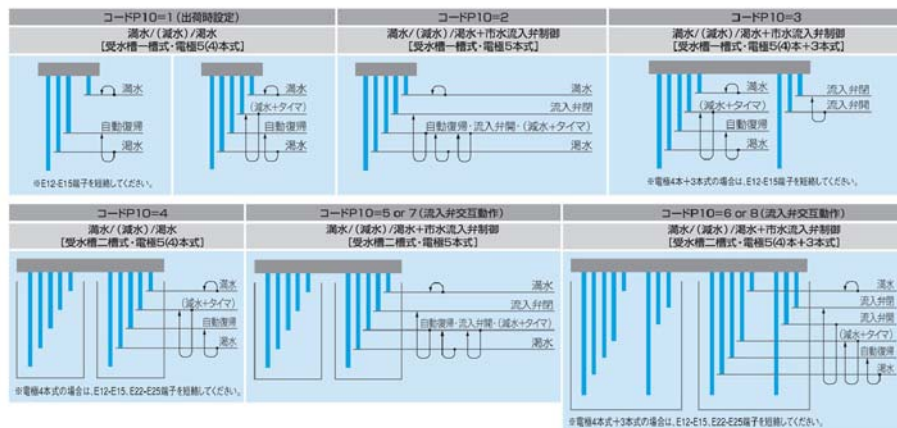 コードP10=1(出荷時設定)
満水/(減水)/渇水
[受水槽一槽式・電極5(4)本式]
満水
自動復帰
渇水
※E12-E15端子を短絡してください。
満水
(減水+タイマ)
自動復帰
渇水
コードP10=2
満水/(減水)/渇水+市水流入弁制御
[受水槽一槽式・電極5本式]
満水
流入弁閉
自動復帰・流入弁開・(減水+タイマ)
渇水
コードP10=3
満水/(減水)/渇水+市水流入弁制御
[受水槽一槽式・電極5(4)本+3本式]
満水
(減水+タイマ)
自動復帰
渇水
流入弁閉
流入弁開
※電極4本+3本式の場合は、E12-E15端子を短絡してください。
コードP10=4
満水/(減水)/渇水
[受水槽二槽式・電極5(4)本式]
満水
(減水+タイマ)
自動復帰
渇水
※電極4本式の場合は、E12-E15、E22-E25端子を短絡してください。
コードP10=5 or 7(流入弁交互動作)
満水/(減水)/渇水+市水流入弁制御
[受水槽二槽式・電極5本式]
満水
流入弁閉
自動復帰・流入弁開・(減水+タイマ)
渇水
コードP10=6 or 8(流入弁交互動作)
満水/(減水)/渇水+市水流入弁制御
[受水槽二槽式・電極5(4)本+3本式]
満水
流入弁閉
流入弁開
(減水+タイマ)
自動復帰
渇水
※電極4本式+3本式の場合は、E12-E15、E22-E25端子を短絡してください。